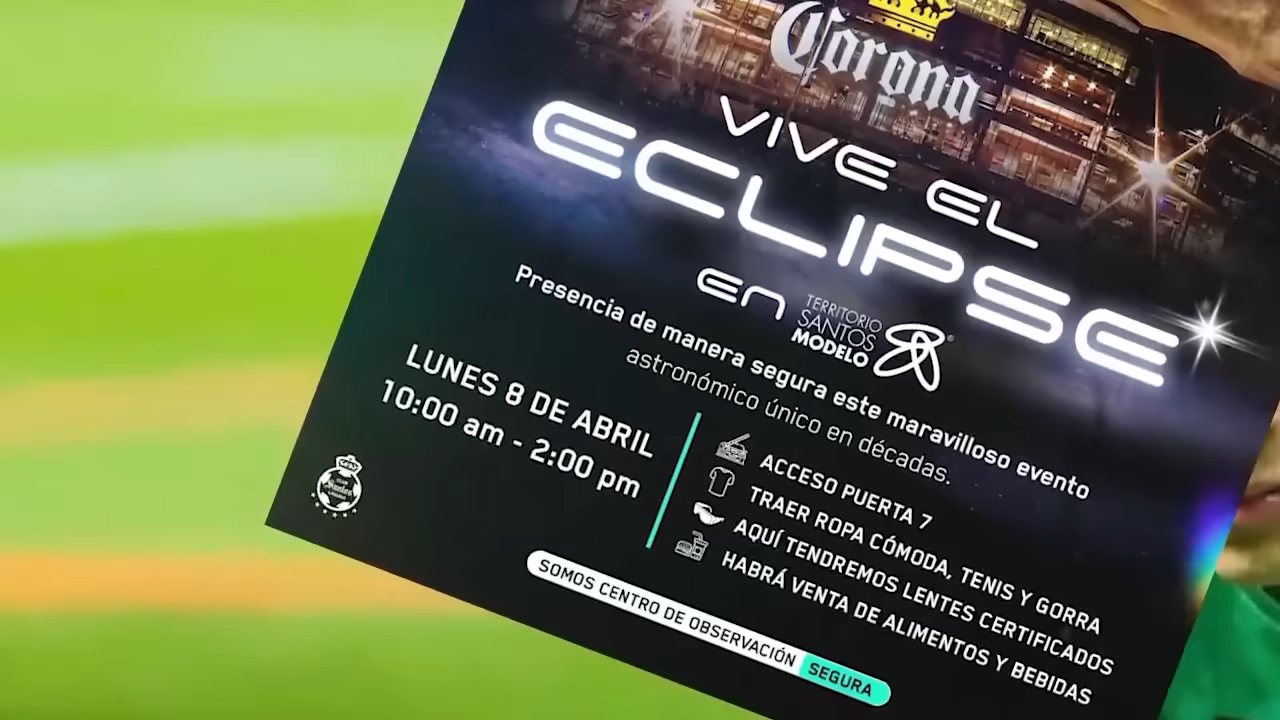 Corona
VIVE EL
ECLIPSE
en
TERRITORIO
SANTOS
MODELO
Presencia de manera segura este maravilloso evento
astronómico único en décadas.
LUNES 8 DE ABRIL
10:00 am - 2:00 pm
ACCESO PUERTA 7
TRAER ROPA CÓMODA, TENIS Y GORRA
AQUÍ TENDREMOS LENTES CERTIFICADOS
HABRÁ VENTA DE ALIMENTOS Y BEBIDAS
SOMOS CENTRO DE OBSERVACIÓN SEGURA